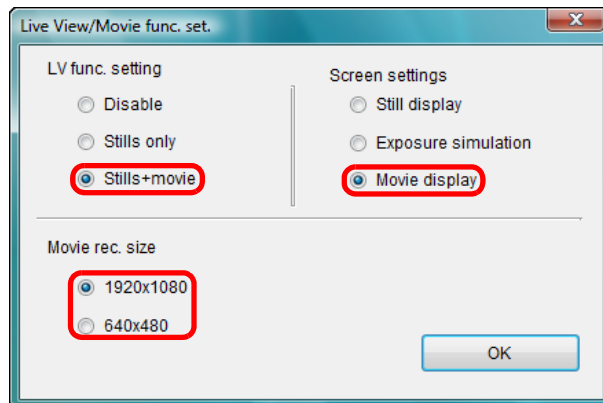 Live View/Movie func. set.
LV func. setting
Disable
Stills only
Stills+movie
Screen settings
Still display
Exposure simulation
Movie display
Movie rec. size
1920x1080
640x480
OK